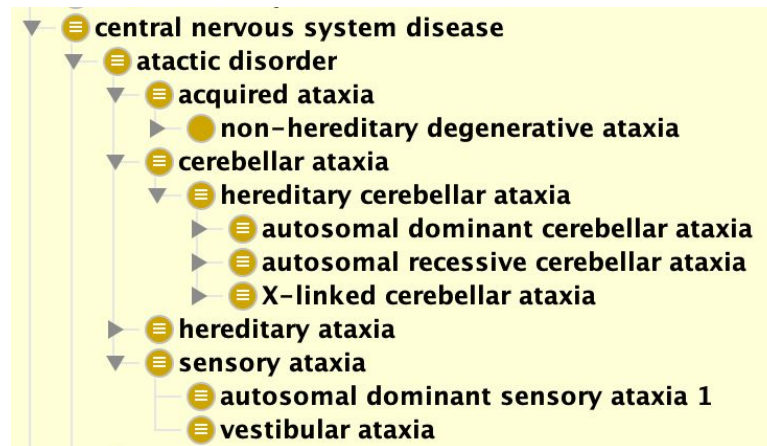 central nervous system disease
atactic disorder
acquired ataxia
non-hereditary degenerative ataxia
cerebellar ataxia
hereditary cerebellar ataxia
autosomal dominant cerebellar ataxia
autosomal recessive cerebellar ataxia
X-linked cerebellar ataxia
hereditary ataxia
sensory ataxia
autosomal dominant sensory ataxia 1
vestibular ataxia